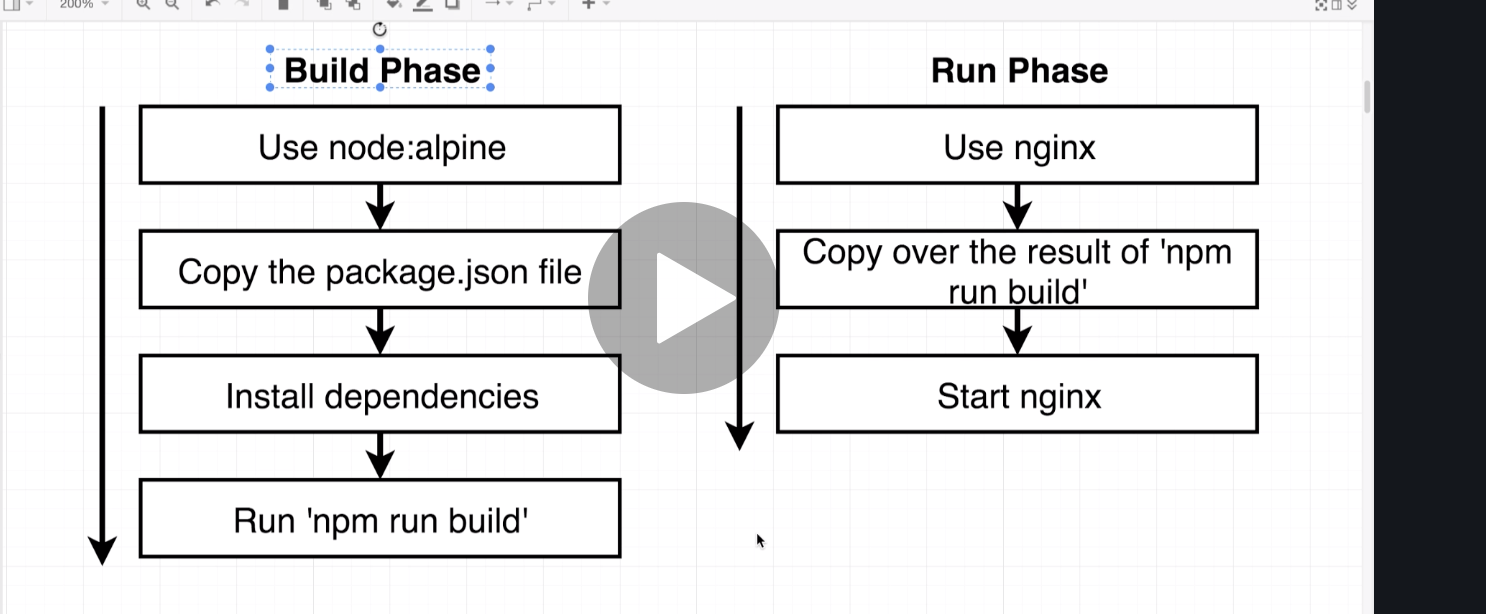 200%
Build Phase
Use node:alpine
Copy the package.json file
Install dependencies
Run 'npm run build'
Run Phase
Use nginx
Copy over the result of 'npm
run build'
Start nginx